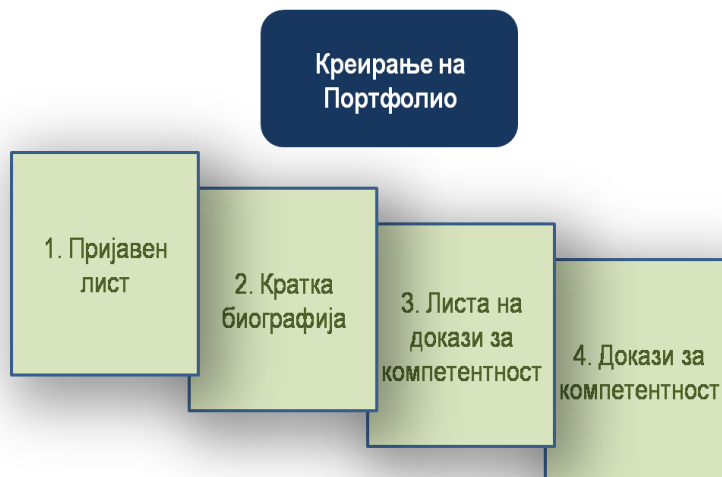 Креирање на
Портфолио
1. Пријавен
лист
2. Кратка
биографија
3. Листа на
докази за
компетентност
4. Докази за
компетентност